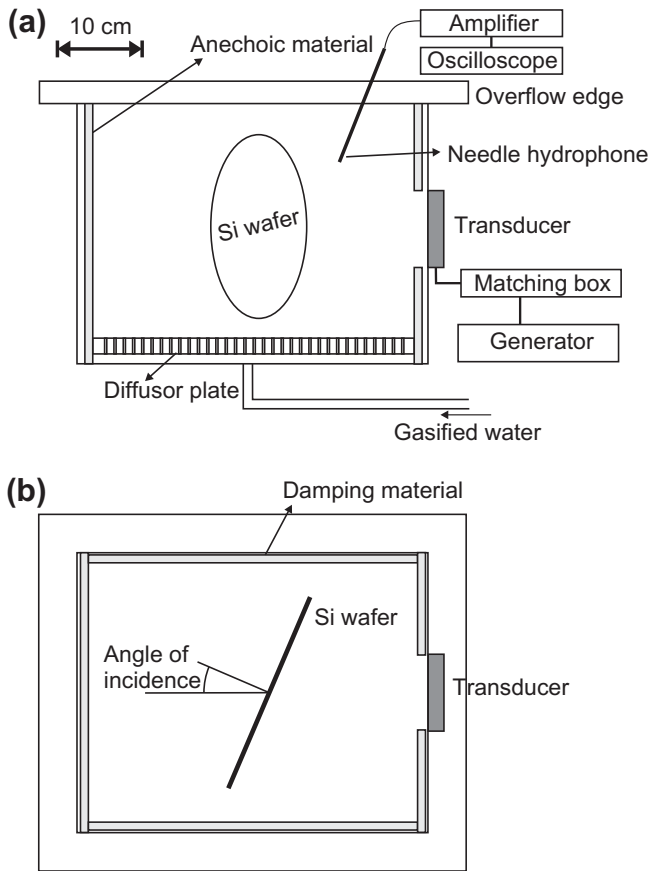 (a)
10 cm
Anechoic material
Amplifier
Oscilloscope
Overflow edge
Needle hydrophone
Si wafer
Transducer
Matching box
Generator
Diffusor plate
Gasified water
(b)
Damping material
Si wafer
Angle of
incidence
Transducer